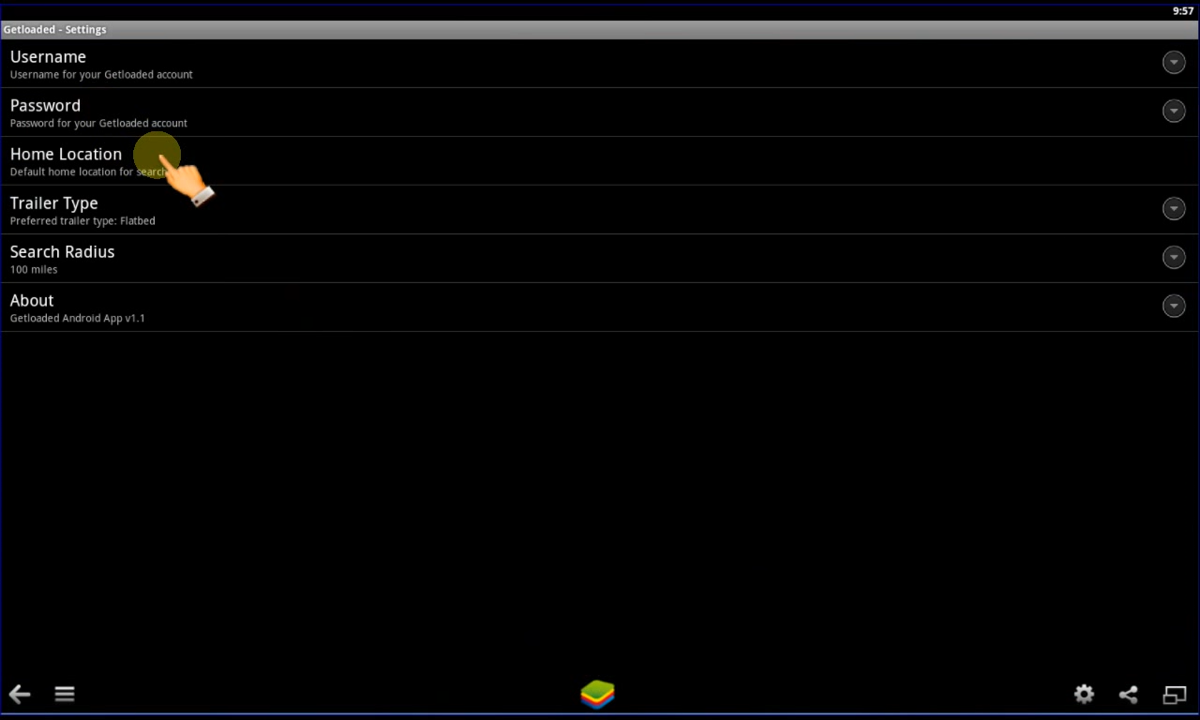 9:57
Getloaded - Settings
Username
Username for your Getloaded account
Password
Password for your Getloaded account
Home Location
Default home location for search
Trailer Type
Preferred trailer type: Flatbed
Search Radius
100 miles
About
Getloaded Android App v1.1